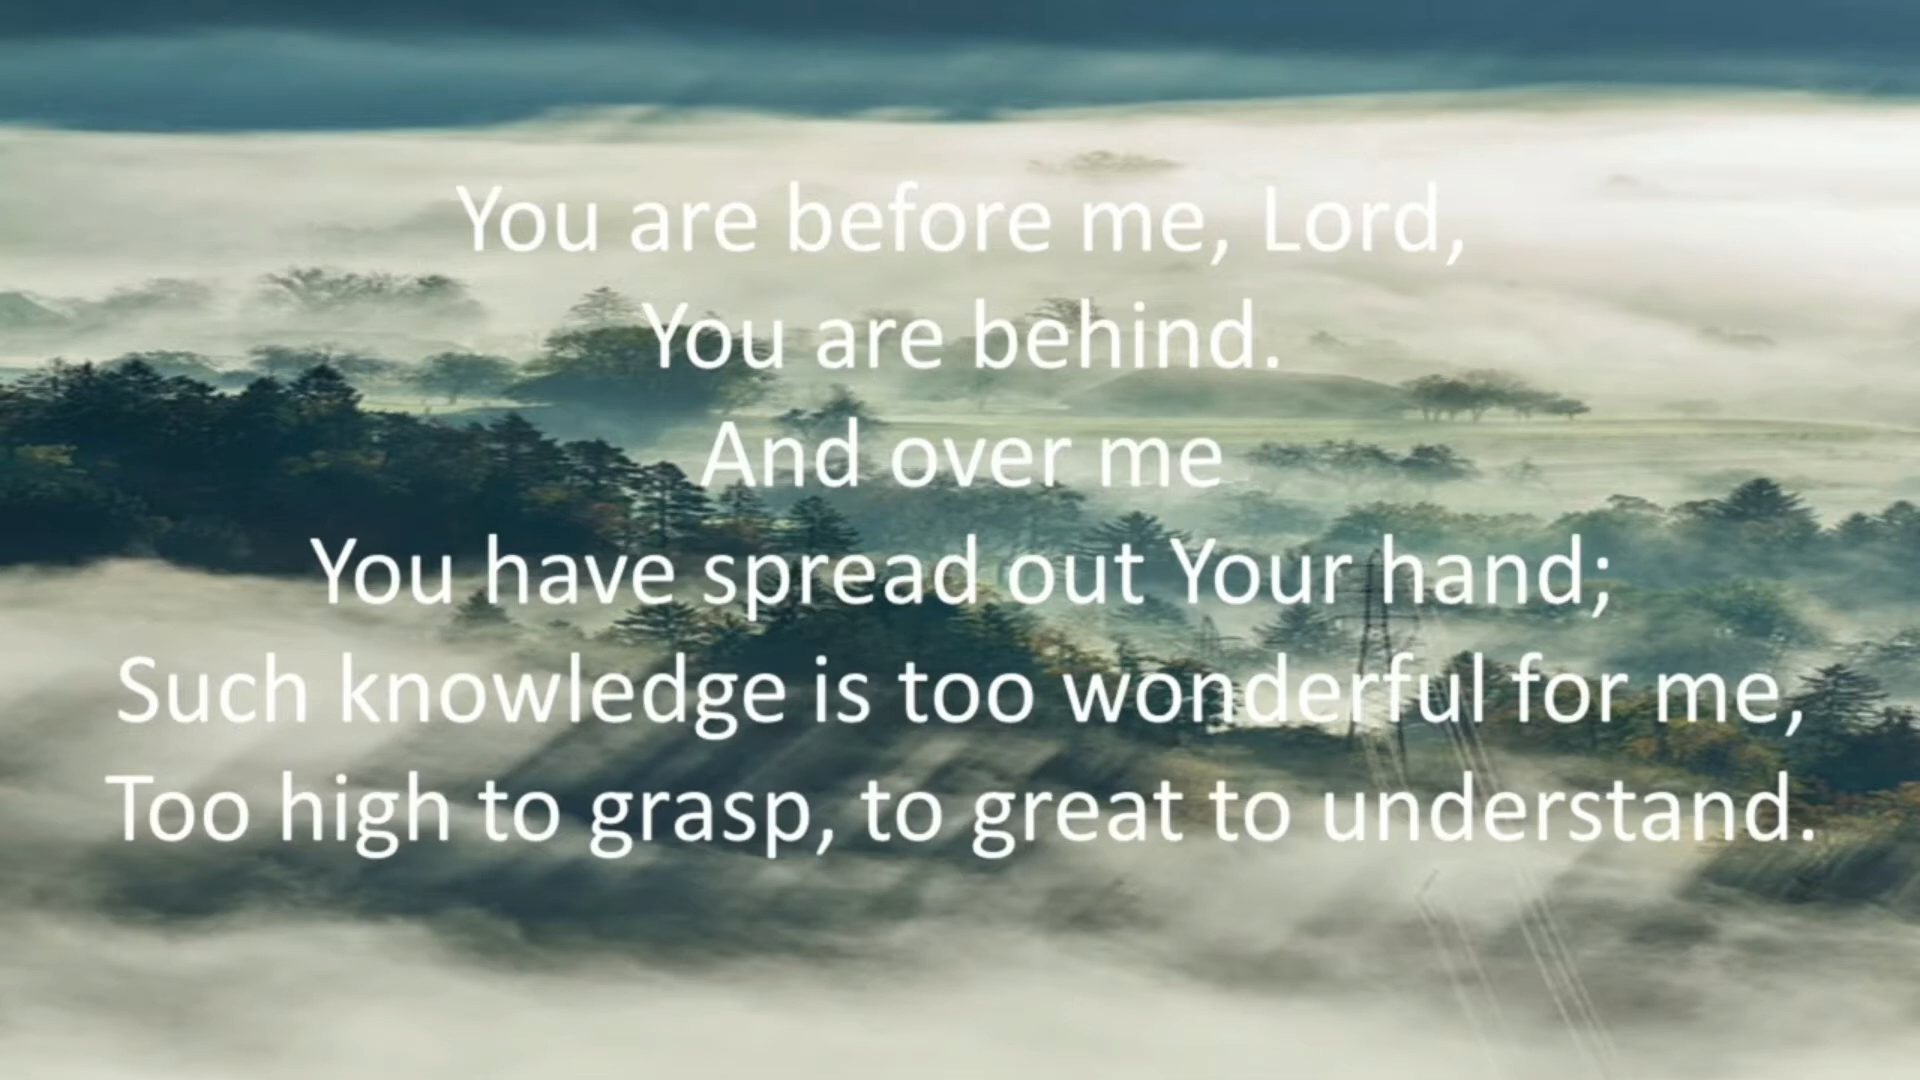 You are before me, Lord,
You are behind.
And over me
You have spread out Your hand;
Such knowledge is too wonderful for me,
Too high to grasp, to great to understand.